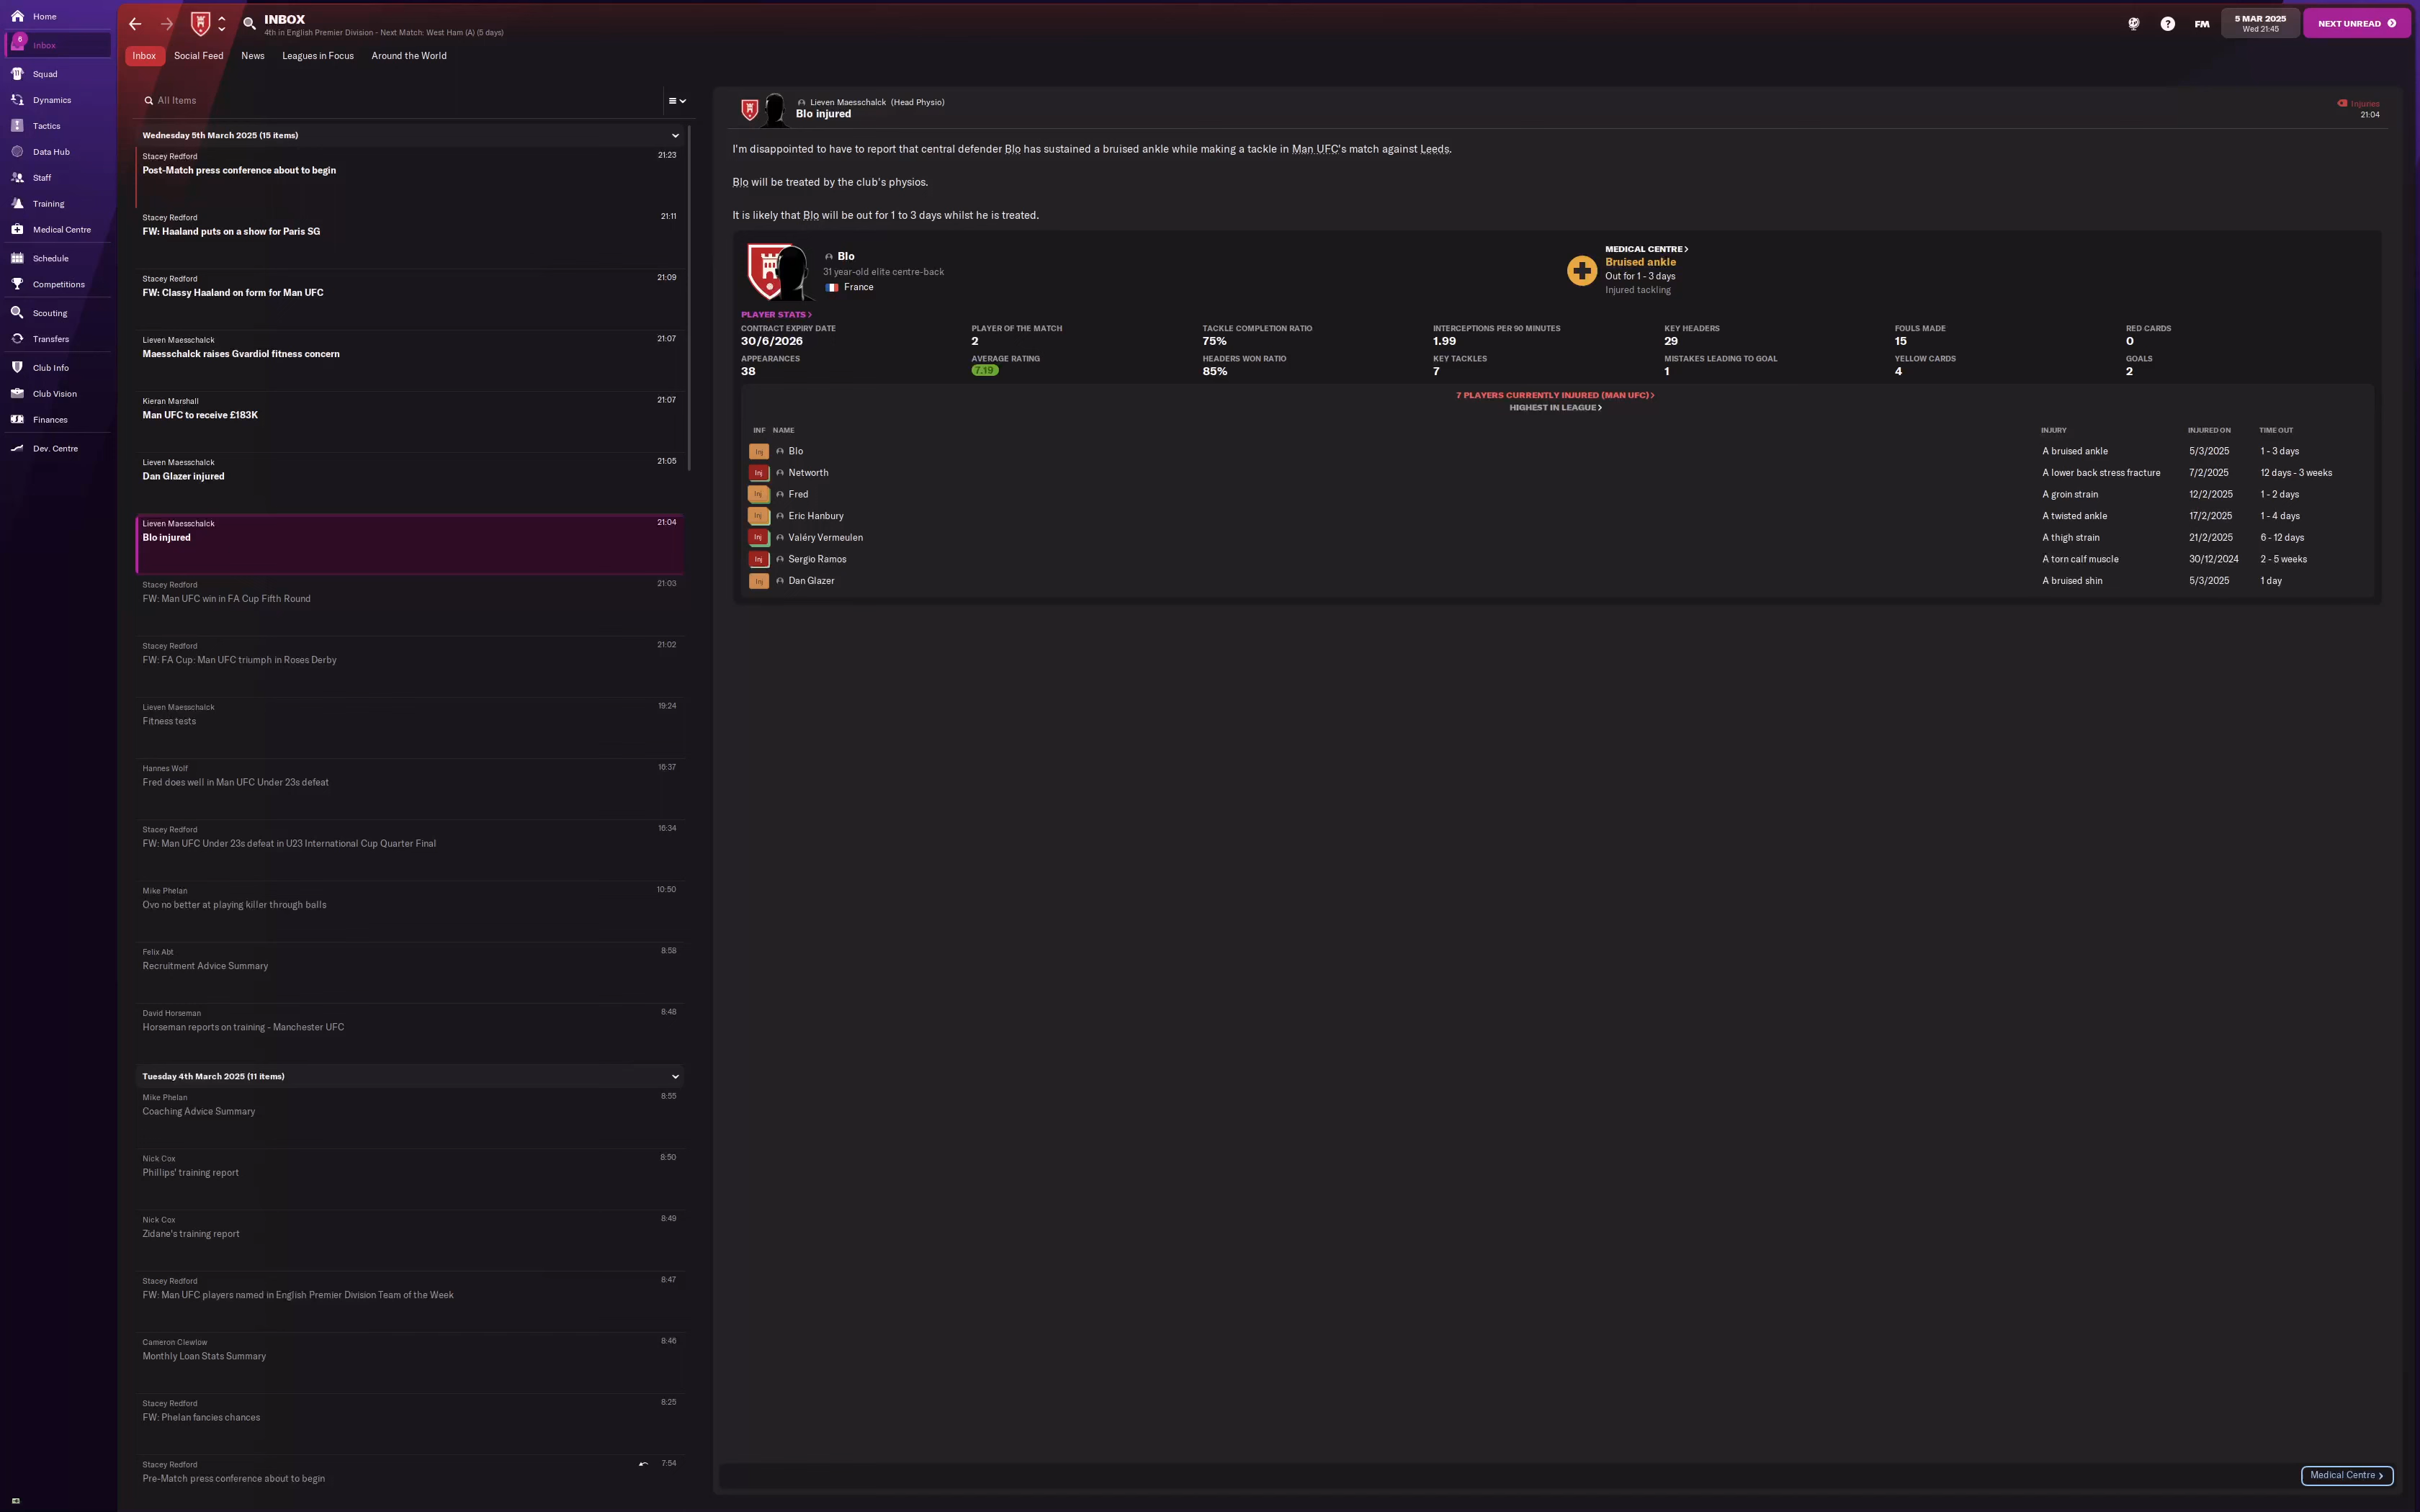 Home
6
Inbox
Squad
Dynamics
Tactics
Data Hub
Staff
Training
Medical Centre
Schedule
Competitions
Scouting
Transfers
Club Info
Club Vision
Finances
Dev. Centre
INBOX
4th in English Premier Division - Next Match: West Ham (A) (5 days)
FM
5 MAR 2025
Wed 21:45
NEXT UNREAD
Inbox Social Feed News Leagues in Focus Around the World
All Items
Wednesday 5th March 2025 (15 items)
Stacey Redford 21:23
Post-Match press conference about to begin
Stacey Redford 21:11
FW: Haaland puts on a show for Paris SG
Stacey Redford 21:09
FW: Classy Haaland on form for Man UFC
Lieven Maesschalck 21:07
Maesschalck raises Gvardiol fitness concern
Kieran Marshall 21:07
Man UFC to receive £183K
Lieven Maesschalck 21:05
Dan Glazer injured
Lieven Maesschalck 21:04
Blo injured
Stacey Redford 21:03
FW: Man UFC win in FA Cup Fifth Round
Stacey Redford 21:02
FW: FA Cup: Man UFC triumph in Roses Derby
Lieven Maesschalck 19:24
Fitness tests
Hannes Wolf 16:37
Fred does well in Man UFC Under 23s defeat
Stacey Redford 16:34
FW: Man UFC Under 23s defeat in U23 International Cup Quarter Final
Mike Phelan 10:50
Ovo no better at playing killer through balls
Felix Abt 8:58
Recruitment Advice Summary
David Horseman 8:48
Horseman reports on training - Manchester UFC
Tuesday 4th March 2025 (11 items)
Mike Phelan 8:55
Coaching Advice Summary
Nick Cox 8:50
Phillips' training report
Nick Cox 8:49
Zidane's training report
Stacey Redford 8:47
FW: Man UFC players named in English Premier Division Team of the Week
Cameron Clewlow 8:46
Monthly Loan Stats Summary
Stacey Redford 8:25
FW: Phelan fancies chances
Stacey Redford 7:54
Pre-Match press conference about to begin
Lieven Maesschalck (Head Physio)
Blo injured
Injuries
21:04
I'm disappointed to have to report that central defender Blo has sustained a bruised ankle while making a tackle in Man UFC's match against Leeds.
Blo will be treated by the club's physios.
It is likely that Blo will be out for 1 to 3 days whilst he is treated.
Blo
31 year-old elite centre-back
France
MEDICAL CENTRE
Bruised ankle
Out for 1 - 3 days
Injured tackling
PLAYER STATS
CONTRACT EXPIRY DATE PLAYER OF THE MATCH TACKLE COMPLETION RATIO INTERCEPTIONS PER 90 MINUTES KEY HEADERS FOULS MADE RED CARDS
30/6/2026 2 75% 1.99 29 15 0
APPEARANCES AVERAGE RATING HEADERS WON RATIO KEY TACKLES MISTAKES LEADING TO GOAL YELLOW CARDS GOALS
38 7.19 85% 7 1 4 2
7 PLAYERS CURRENTLY INJURED (MAN UFC)
HIGHEST IN LEAGUE
INF NAME INJURY INJURED ON TIME OUT
Inj Blo A bruised ankle 5/3/2025 1 - 3 days
Inj Networth A lower back stress fracture 7/2/2025 12 days - 3 weeks
Inj Fred A groin strain 12/2/2025 1 - 2 days
Inj Eric Hanbury A twisted ankle 17/2/2025 1 - 4 days
Inj Valéry Vermeulen A thigh strain 21/2/2025 6 - 12 days
Inj Sergio Ramos A torn calf muscle 30/12/2024 2 - 5 weeks
Inj Dan Glazer A bruised shin 5/3/2025 1 day
Medical Centre